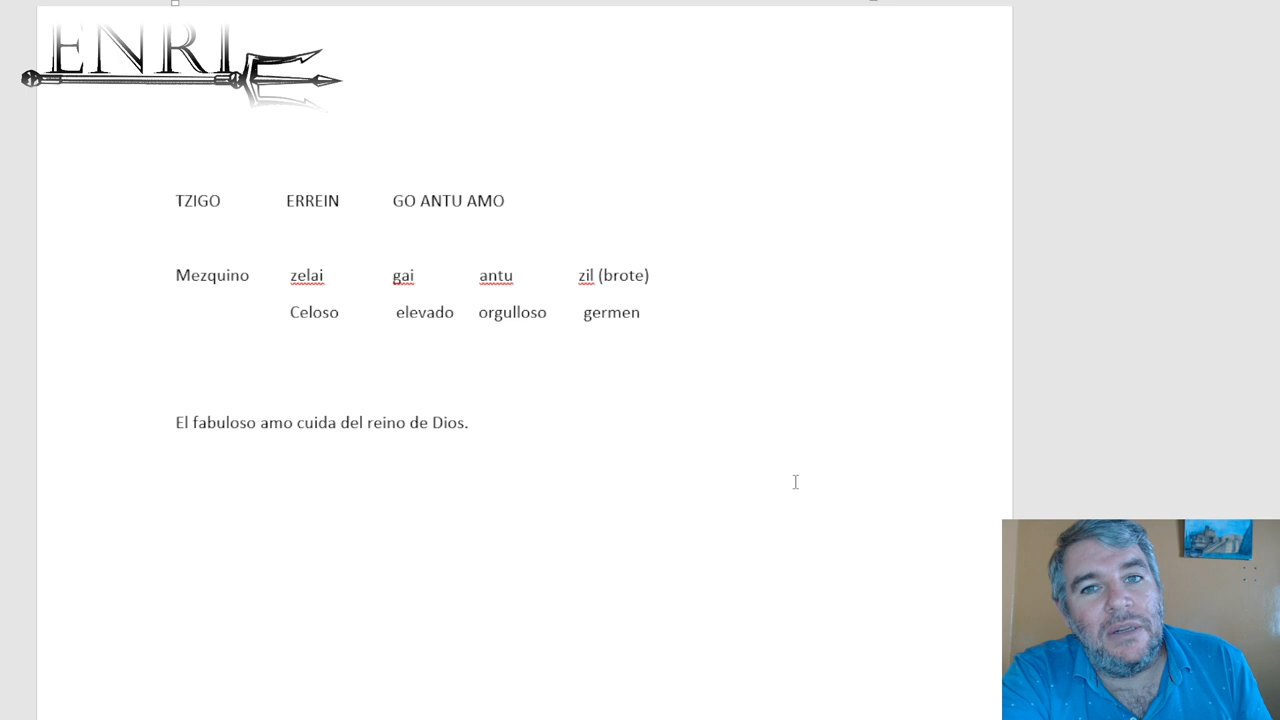 ENRI
TZIGO ERREIN GO ANTU AMO
Mezquino zelai gai antu zil (brote)
Celoso elevado orgulloso germen
El fabuloso amo cuida del reino de Dios.